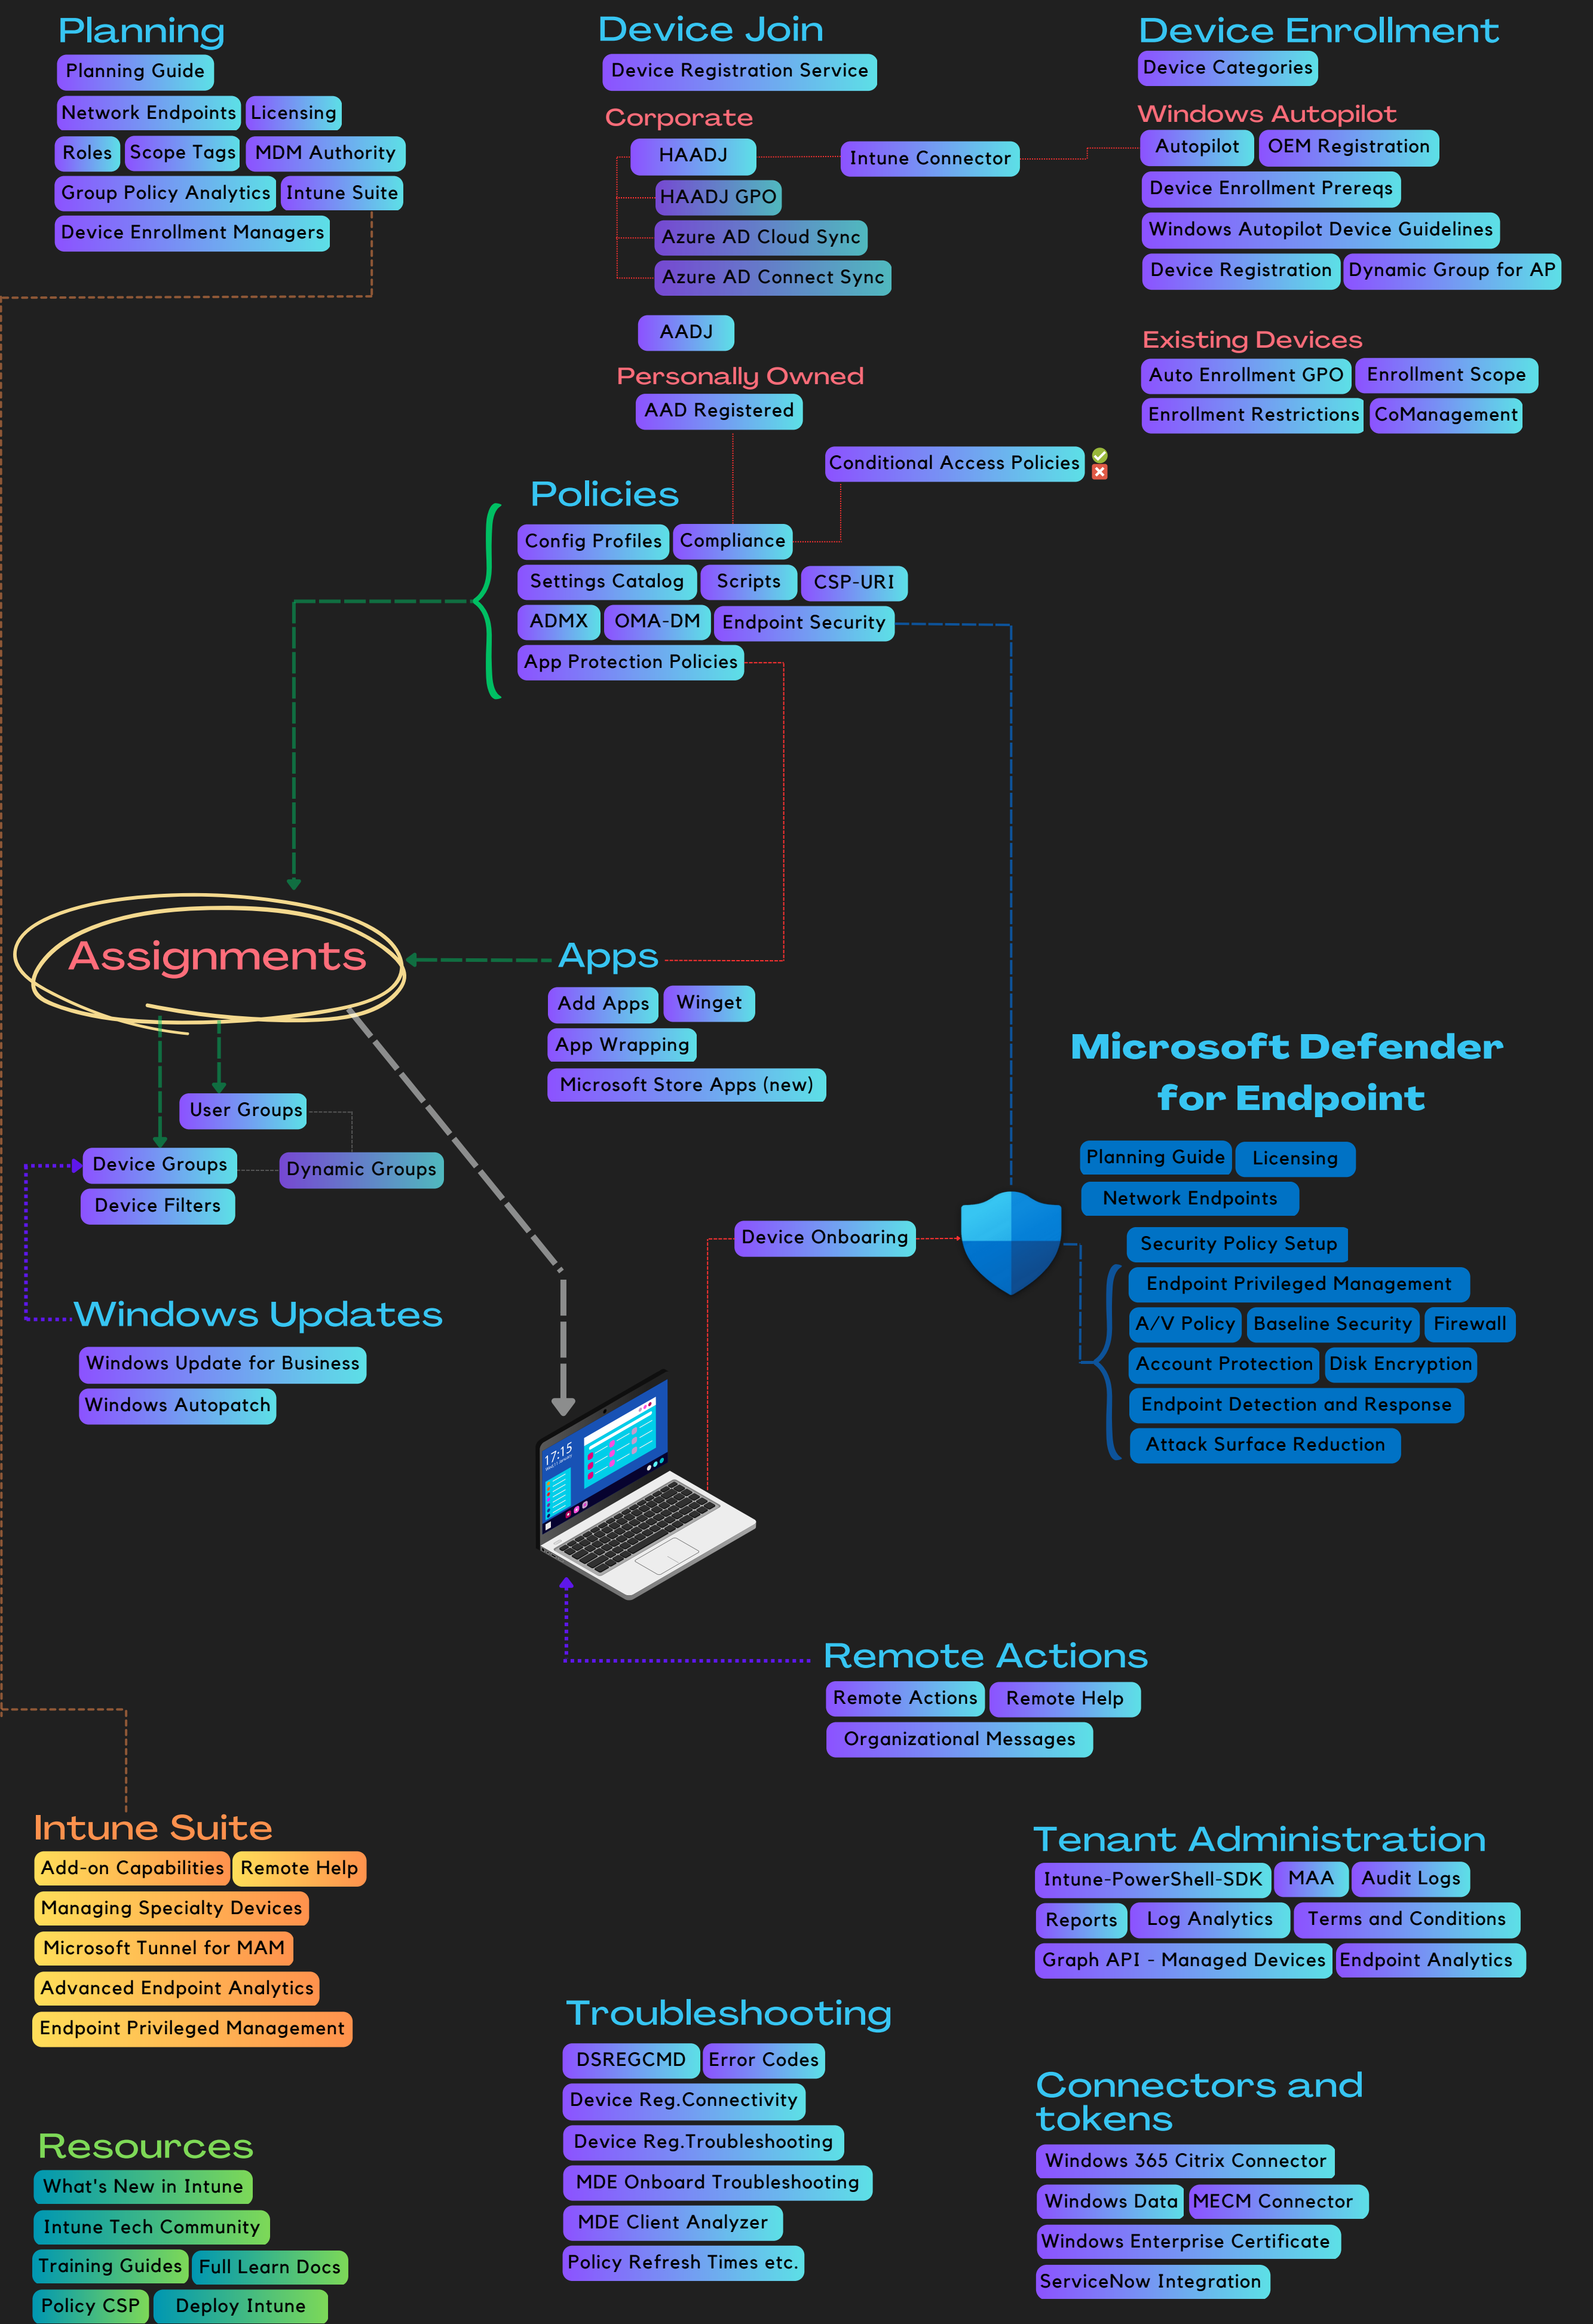 Planning
Planning Guide
Network Endpoints
Licensing
Roles
Scope Tags
MDM Authority
Group Policy Analytics
Intune Suite
Device Enrollment Managers
Device Join
Device Registration Service
Corporate
HAADJ
Intune Connector
HAADJ GPO
Azure AD Cloud Sync
Azure AD Connect Sync
AADJ
Personally Owned
AAD Registered
Conditional Access Policies
Device Enrollment
Device Categories
Windows Autopilot
Autopilot
OEM Registration
Device Enrollment Prereqs
Windows Autopilot Device Guidelines
Device Registration
Dynamic Group for AP
Existing Devices
Auto Enrollment GPO
Enrollment Scope
Enrollment Restrictions
CoManagement
Policies
Config Profiles
Compliance
Settings Catalog
Scripts
CSP-URI
ADMX
OMA-DM
Endpoint Security
App Protection Policies
Assignments
Apps
Add Apps
Winget
App Wrapping
Microsoft Store Apps (new)
User Groups
Device Groups
Dynamic Groups
Device Filters
Microsoft Defender
for Endpoint
Planning Guide
Licensing
Network Endpoints
Security Policy Setup
Endpoint Privileged Management
A/V Policy
Baseline Security
Firewall
Account Protection
Disk Encryption
Endpoint Detection and Response
Attack Surface Reduction
Device Onboaring
Windows Updates
Windows Update for Business
Windows Autopatch
17:15
Remote Actions
Remote Actions
Remote Help
Organizational Messages
Intune Suite
Add-on Capabilities
Remote Help
Managing Specialty Devices
Microsoft Tunnel for MAM
Advanced Endpoint Analytics
Endpoint Privileged Management
Tenant Administration
Intune-PowerShell-SDK
MAA
Audit Logs
Reports
Log Analytics
Terms and Conditions
Graph API - Managed Devices
Endpoint Analytics
Troubleshooting
DSREGCMD
Error Codes
Device Reg.Connectivity
Device Reg.Troubleshooting
MDE Onboard Troubleshooting
MDE Client Analyzer
Policy Refresh Times etc.
Connectors and
tokens
Windows 365 Citrix Connector
Windows Data
MECM Connector
Windows Enterprise Certificate
ServiceNow Integration
Resources
What's New in Intune
Intune Tech Community
Training Guides
Full Learn Docs
Policy CSP
Deploy Intune